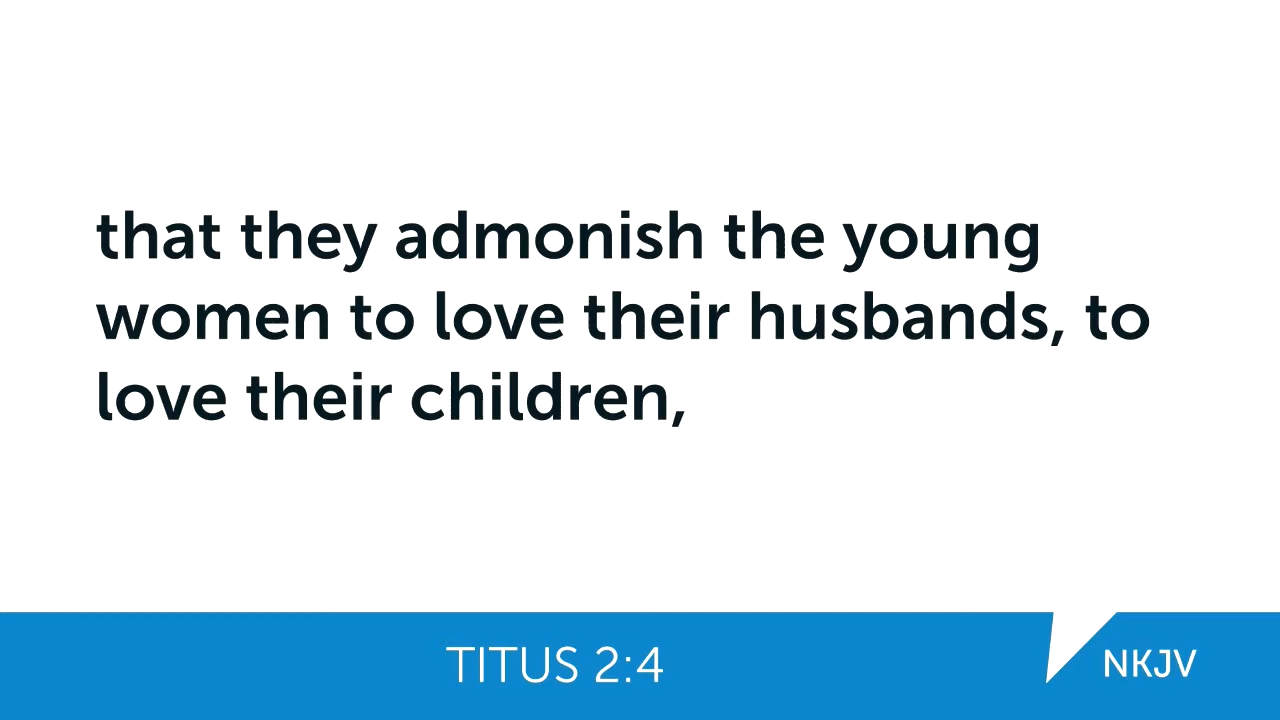 that they admonish the young
women to love their husbands, to
love their children,
TITUS 2:4
NKJV